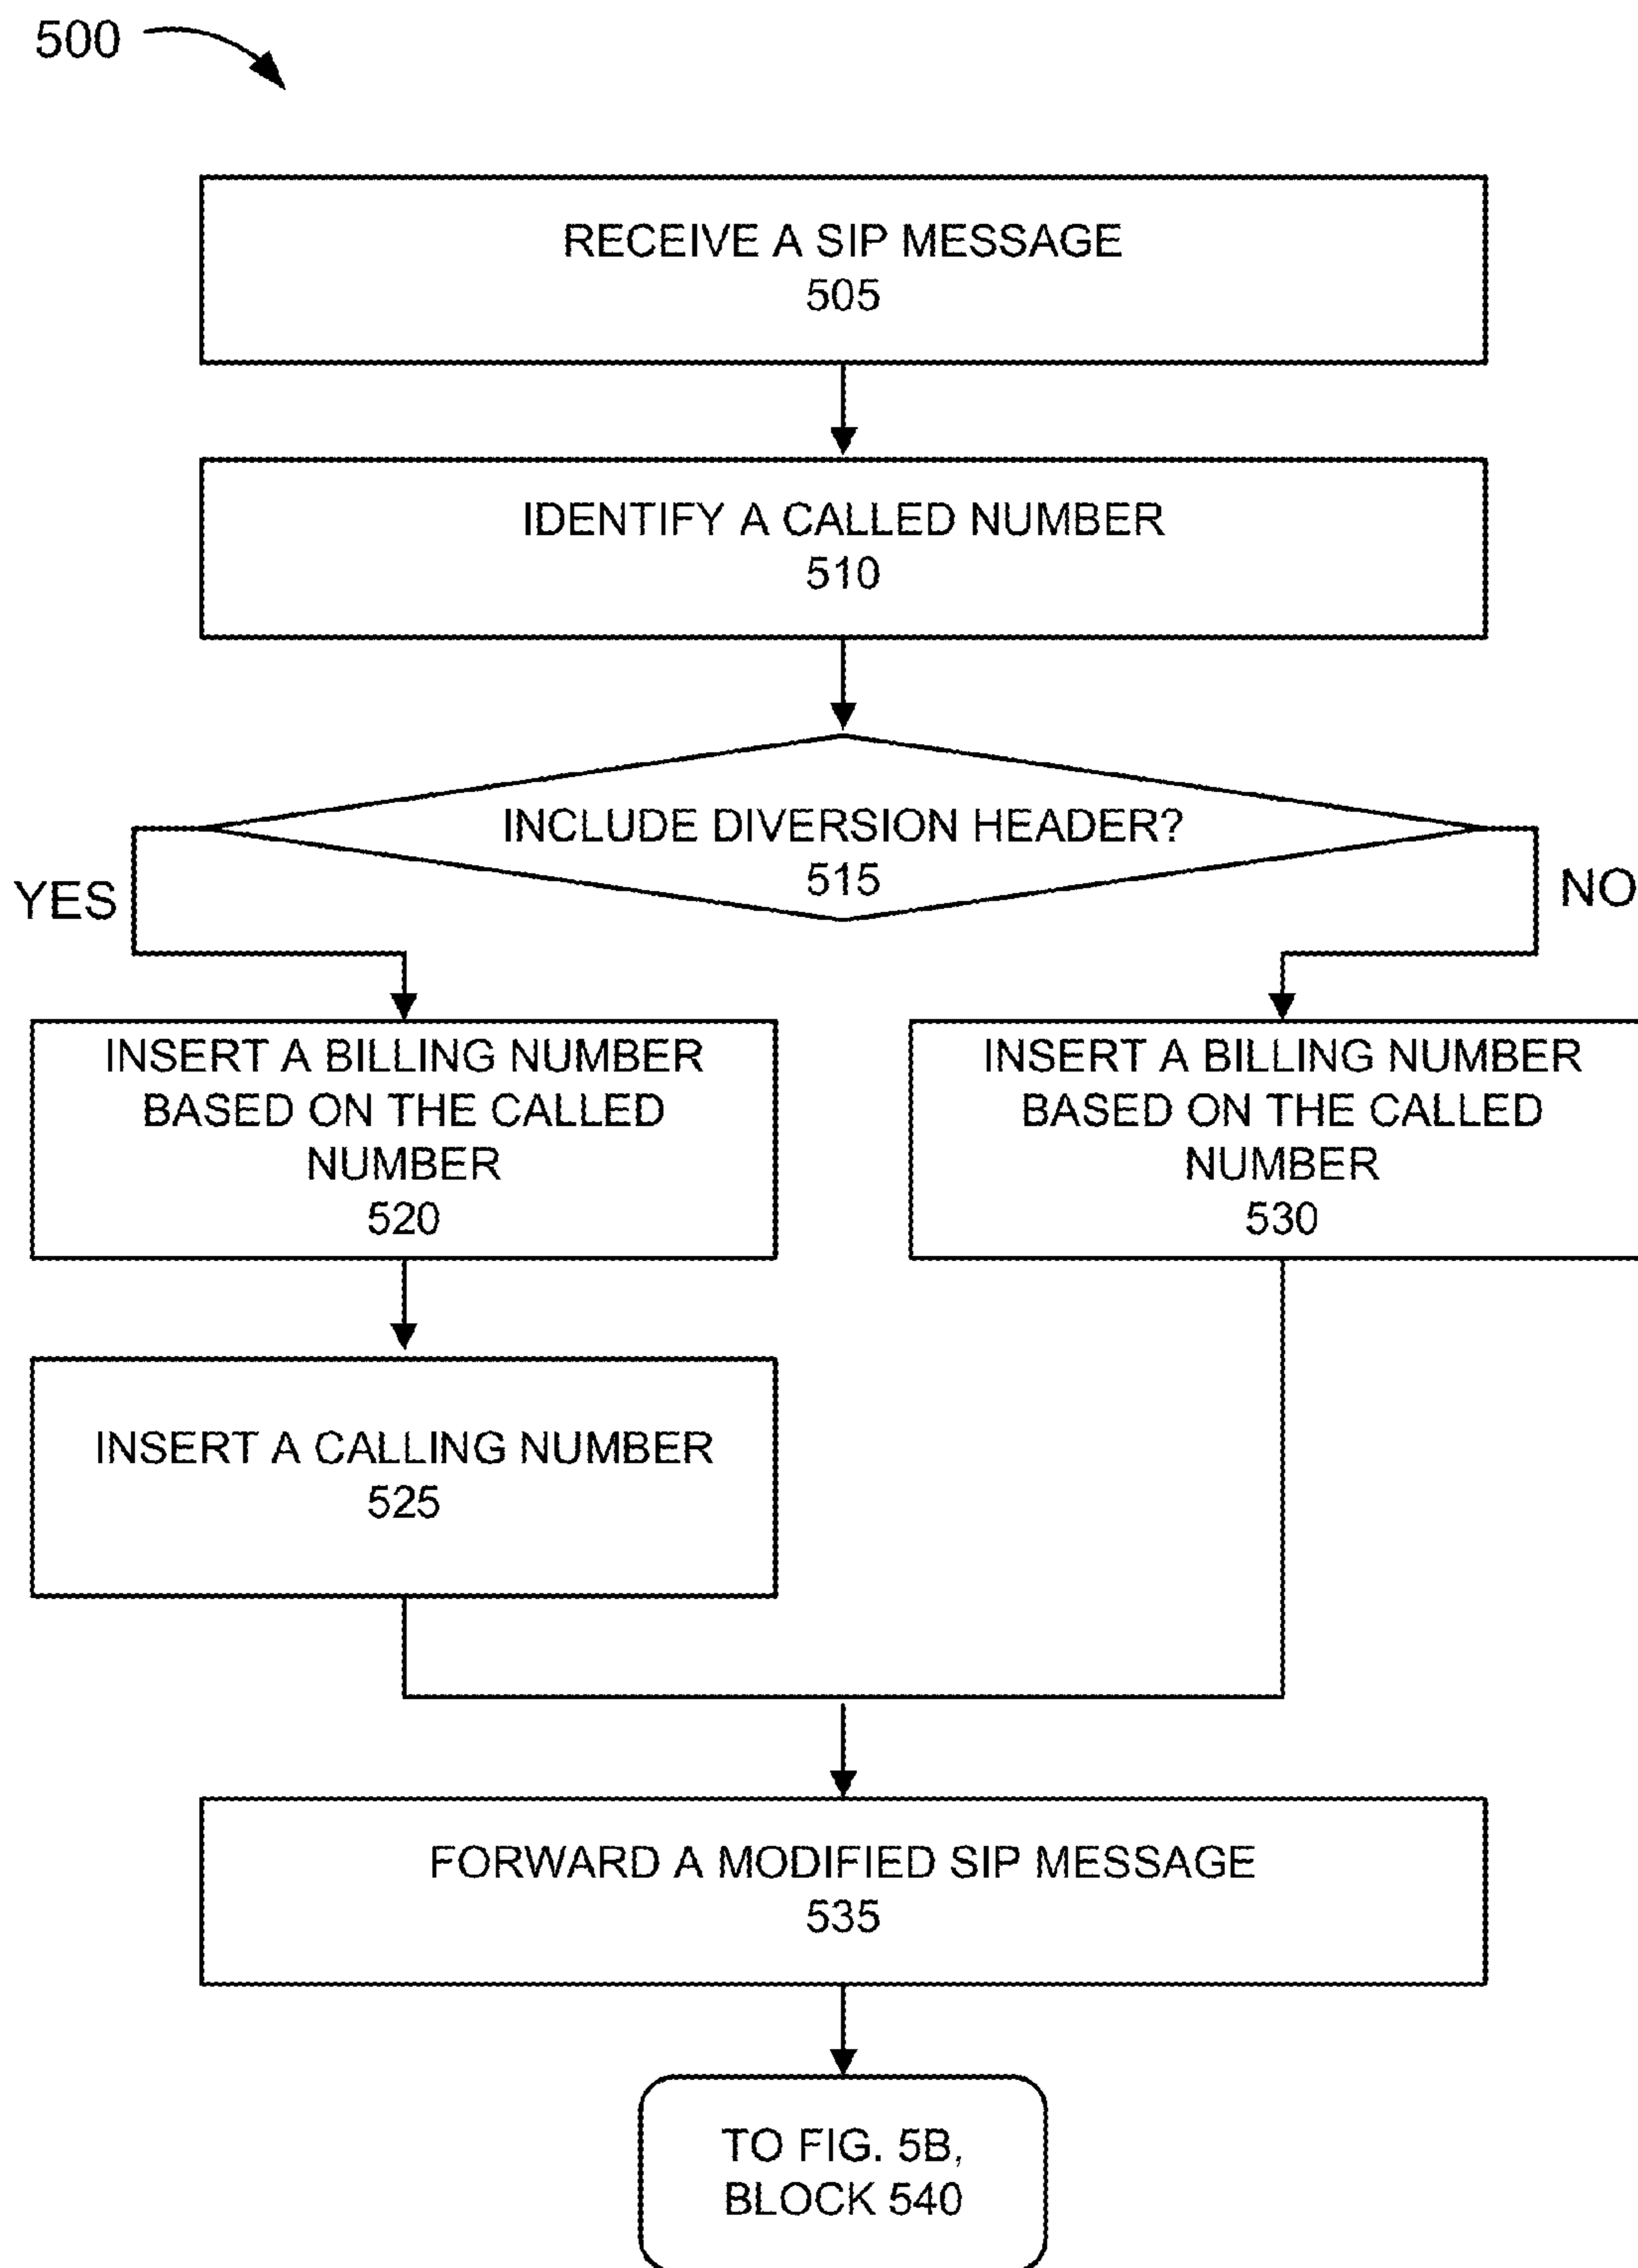 500
RECEIVE A SIP MESSAGE
505
IDENTIFY A CALLED NUMBER
510
INCLUDE DIVERSION HEADER?
515
YES
NO
INSERT A BILLING NUMBER
BASED ON THE CALLED
NUMBER
520
INSERT A BILLING NUMBER
BASED ON THE CALLED
NUMBER
530
INSERT A CALLING NUMBER
525
FORWARD A MODIFIED SIP MESSAGE
535
TO FIG. 5B,
BLOCK 540